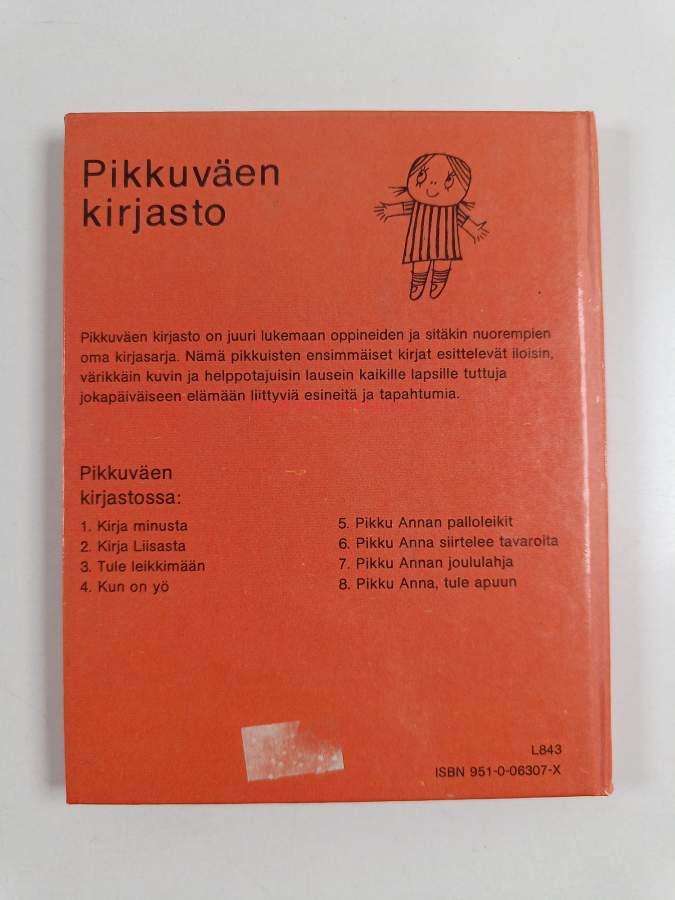 Pikkuväen
kirjasto
Pikkuväen kirjasto on juuri lukemaan oppineiden ja sitäkin nuorempien
oma kirjasarja. Nämä pikkuisten ensimmäiset kirjat esittelevät iloisin,
värikkäin kuvin ja helppotajuisin lausein kaikille lapsille tuttuja
jokapäiväiseen elämään liittyviä esineitä ja tapahtumia.
Pikkuväen
kirjastossa:
1. Kirja minusta
2. Kirja Liisasta
3. Tule leikkimään
4. Kun on yö
5. Pikku Annan palloleikit
6. Pikku Anna siirtelee tavaroita
7. Pikku Annan joululahja
8. Pikku Anna, tule apuun
L843
ISBN 951-0-06307-X